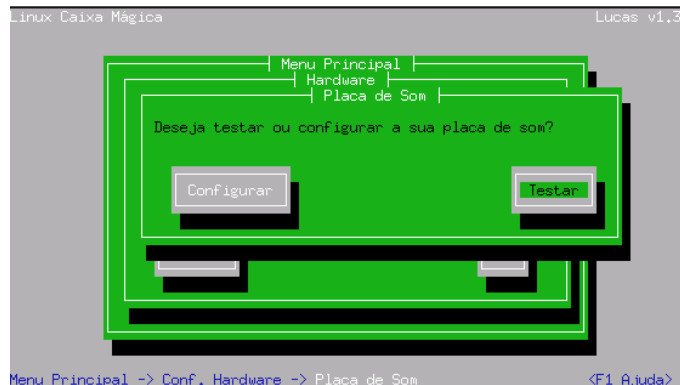 Linux Caixa Mágica Lucas v1.3
Menu Principal
Hardware
Placa de Som
Deseja testar ou configurar a sua placa de som?
Configurar Testar
Menu Principal -> Conf. Hardware -> Placa de Som <F1 Ajuda>